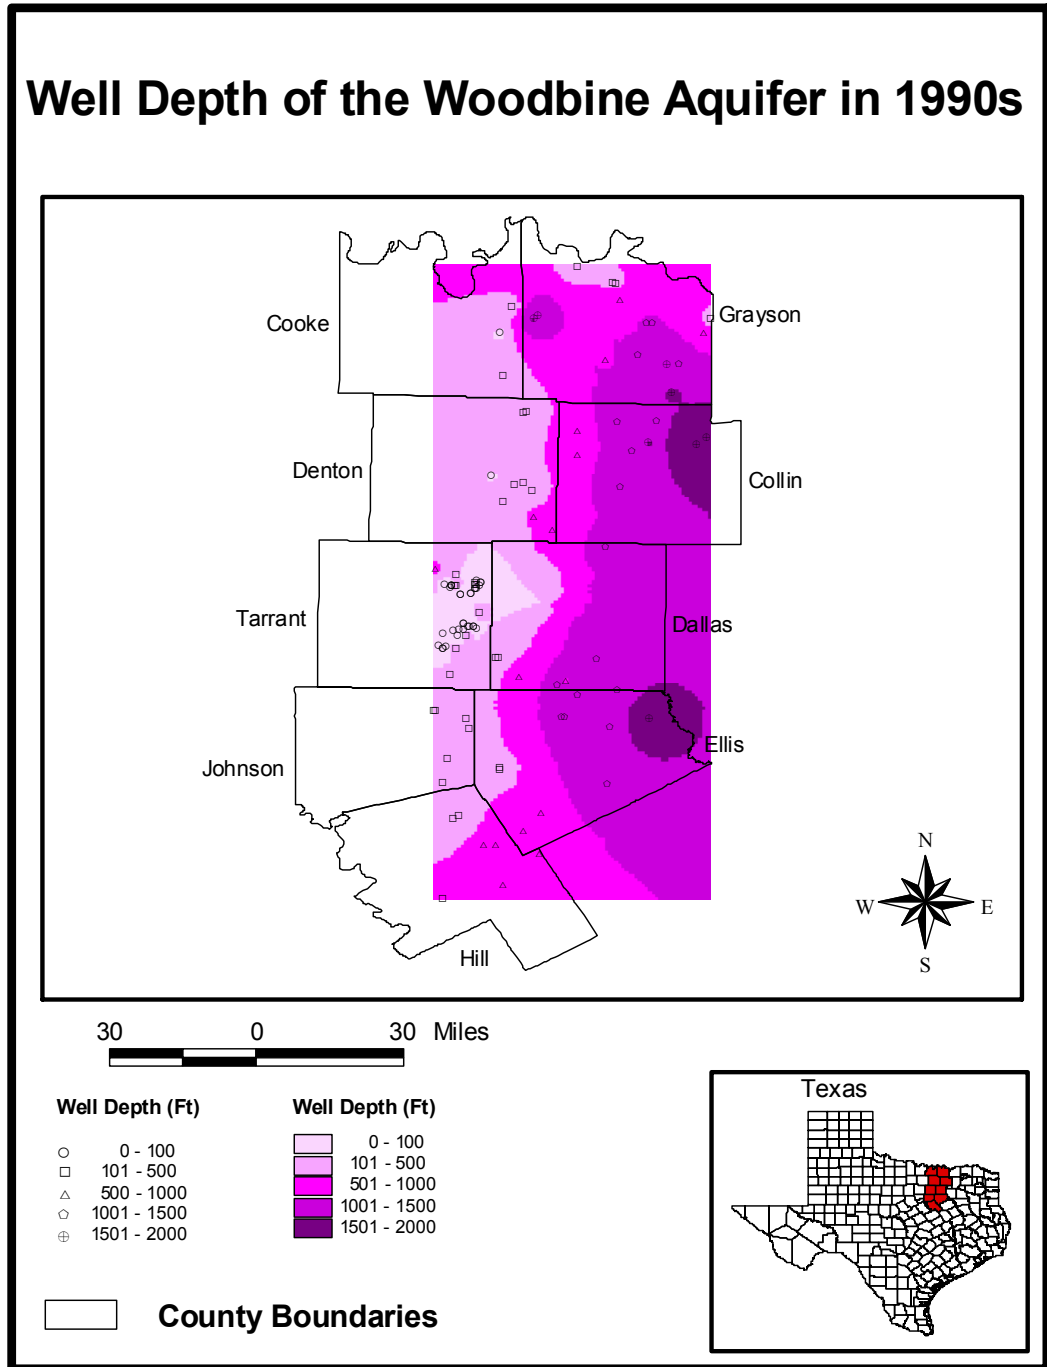 Well Depth of the Woodbine Aquifer in 1990s
Cooke
Grayson
Denton
Collin
Tarrant
Dallas
Johnson
Ellis
Hill
N
W E
S
30 0 30 Miles
Well Depth (Ft)
0 - 100
101 - 500
500 - 1000
1001 - 1500
1501 - 2000
Well Depth (Ft)
0 - 100
101 - 500
501 - 1000
1001 - 1500
1501 - 2000
County Boundaries
Texas